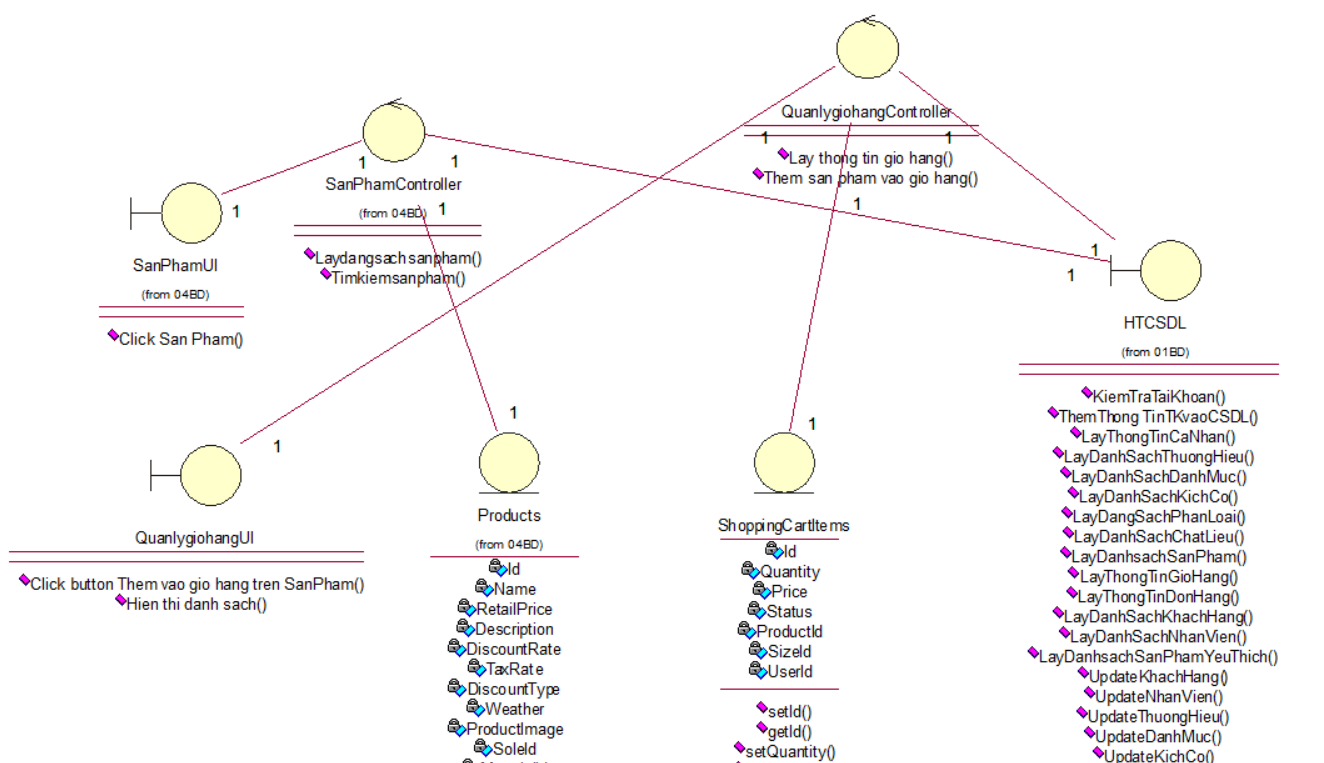 QuanlygiohangController
1
1
Lay thong tin gio hang()
Them san pham vao gio hang()
1
1
SanPhamController
(from 04BD)
1
Laydangsach sanpham()
Timkiemsanpham()
1
SanPhamUI
(from 04BD)
Click San Pham()
1
1
1
HTCSDL
(from 01BD)
KiemTraTaiKhoan()
ThemThong TinTKvaoCSDL()
LayThongTinCaNhan()
LayDanhSachThuongHieu()
LayDanhSachDanhMuc()
LayDanhSachKichCo()
LayDangSachPhanLoai()
LayDanhSachChatLieu()
LayDanhsachSanPham()
LayThongTinGioHang()
LayThongTinDonHang()
LayDanhSachKhachHang()
LayDanhSachNhanVien()
LayDanhsachSanPhamYeuThich()
UpdateKhachHang()
UpdateNhanVien()
UpdateThuongHieu()
UpdateDanhMuc()
UpdateKichCo()
1
QuanlygiohangUI
Click button Them vao gio hang tren SanPham()
Hien thi danh sach()
1
Products
(from 04BD)
Id
Name
RetailPrice
Description
DiscountRate
TaxRate
DiscountType
Weather
ProductImage
SoleId
1
ShoppingCartItems
Id
Quantity
Price
Status
ProductId
SizeId
UserId
setId()
getId()
setQuantity()